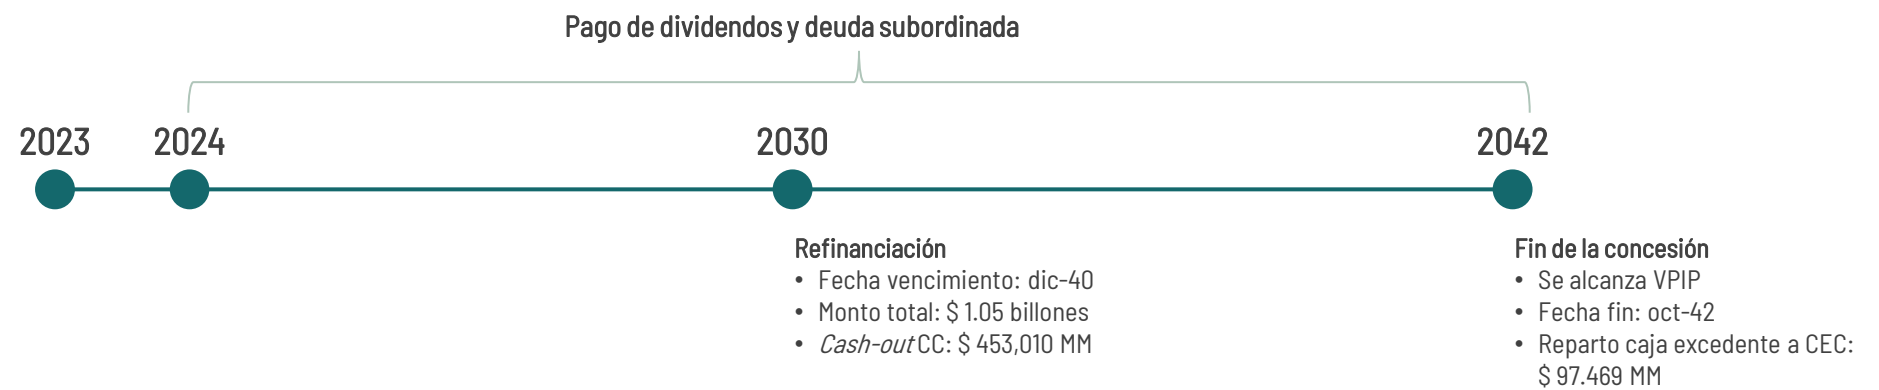 Pago de dividendos y deuda subordinada
2023
2024
2030
2042
Refinanciación
• Fecha vencimiento: dic-40
• Monto total: $ 1.05 billones
• Cash-out CC: $ 453,010 MM
Fin de la concesión
• Se alcanza VPIP
• Fecha fin: oct-42
• Reparto caja excedente a CEC:
$ 97.469 MM